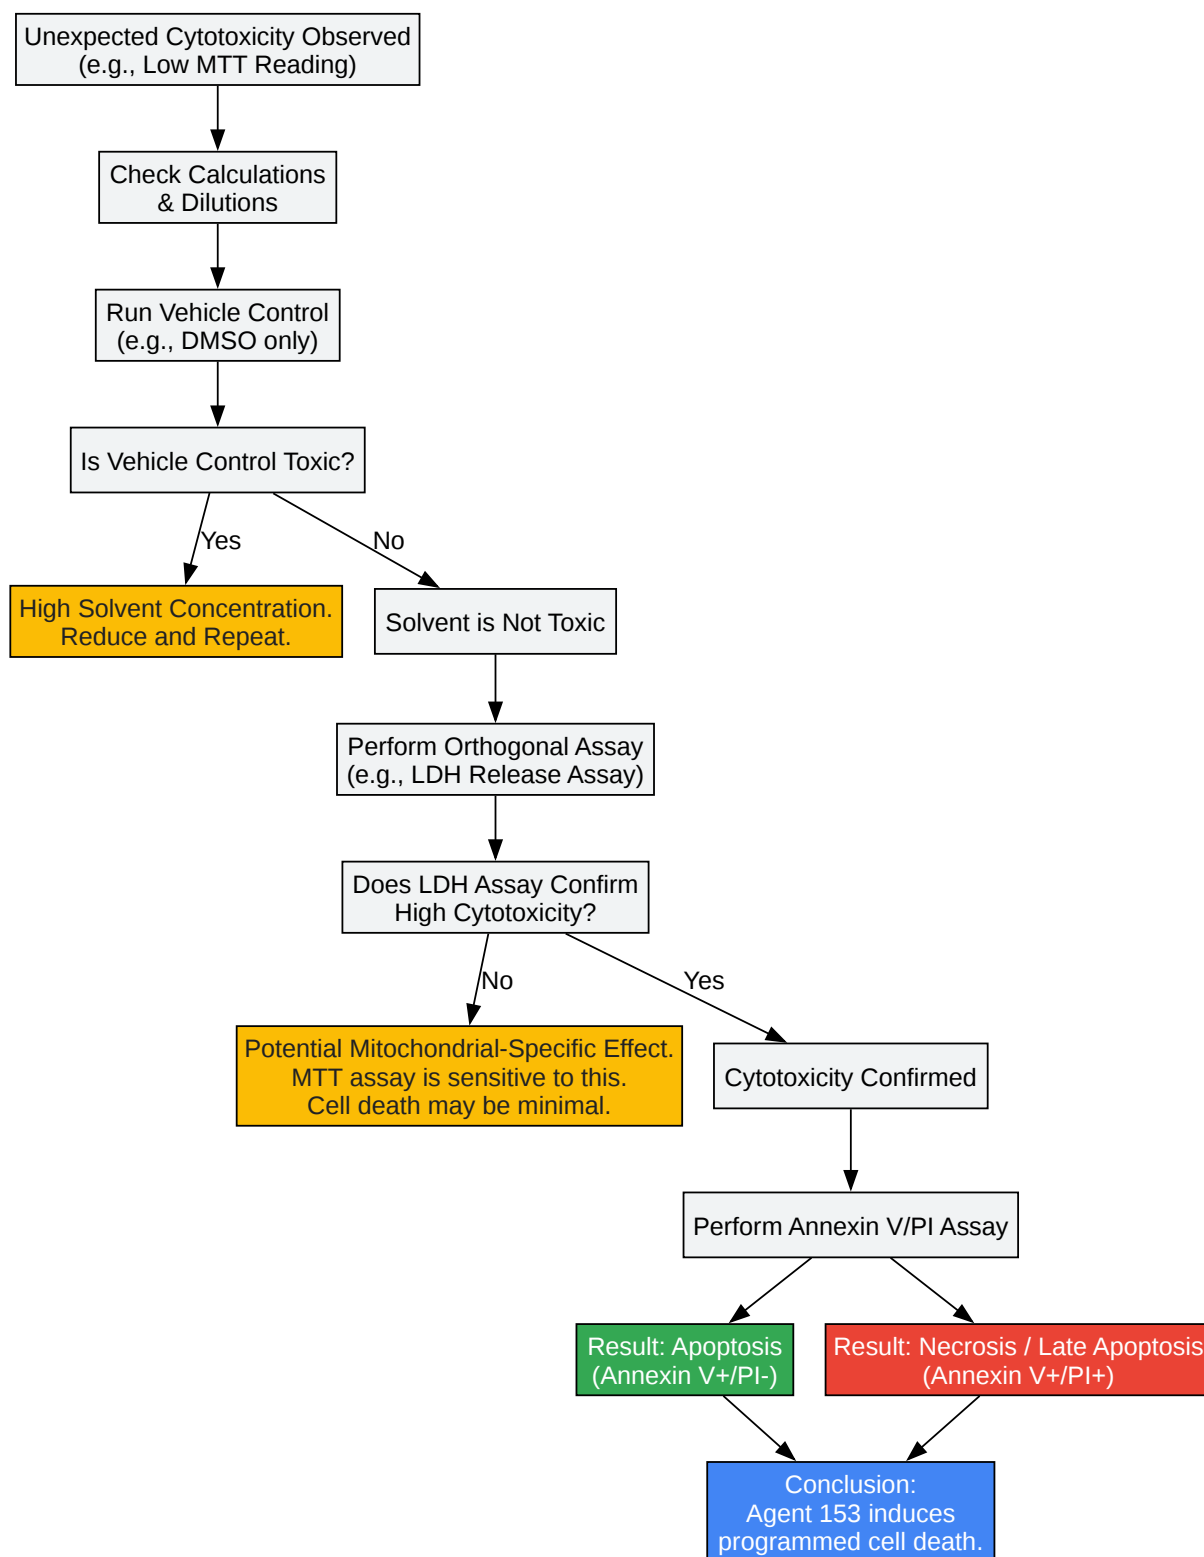 Unexpected Cytotoxicity Observed
(e.g., Low MTT Reading)
Check Calculations
& Dilutions
Run Vehicle Control
(e.g., DMSO only)
Is Vehicle Control Toxic?
Yes
No
High Solvent Concentration.
Reduce and Repeat.
Solvent is Not Toxic
Perform Orthogonal Assay
(e.g., LDH Release Assay)
Does LDH Assay Confirm
High Cytotoxicity?
No
Yes
Potential Mitochondrial-Specific Effect.
MTT assay is sensitive to this.
Cell death may be minimal.
Cytotoxicity Confirmed
Perform Annexin V/PI Assay
Result: Apoptosis
(Annexin V+/PI-)
Result: Necrosis / Late Apoptosis
(Annexin V+/PI+)
Conclusion:
Agent 153 induces
programmed cell death.